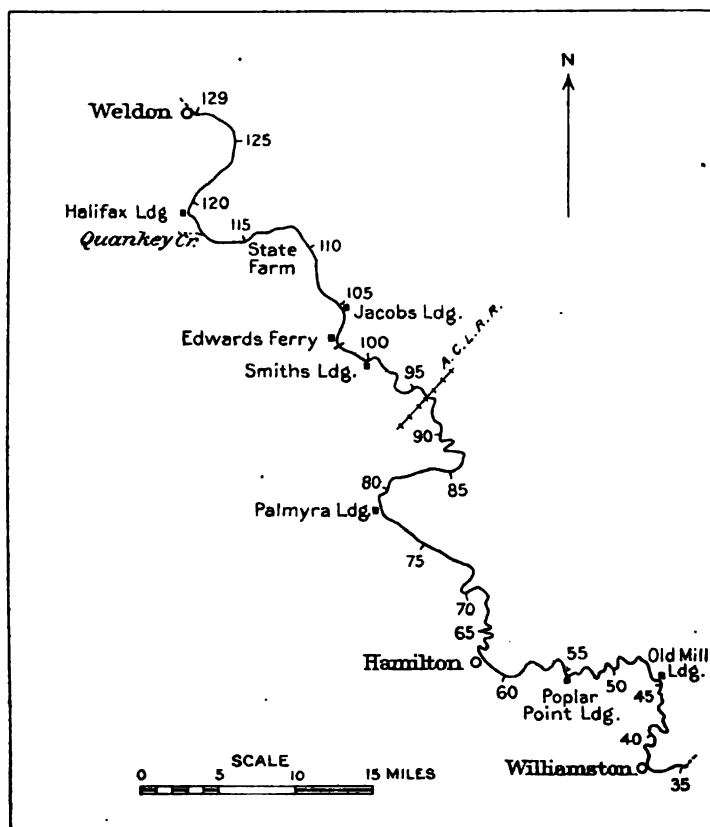 N
Weldon
129
125
120
Halifax Ldg
Quankey Cr.
115
State
Farm
110
105
Jacobs Ldg.
Edwards Ferry
100
Smiths Ldg.
A.C.L.R.R.
95
90
85
80
Palmyra Ldg.
75
70
65
Hamilton
60
55
Poplar
Point Ldg.
50
Old Mill
Ldg.
45
40
Williamston
35
SCALE
0 5 10 15 MILES